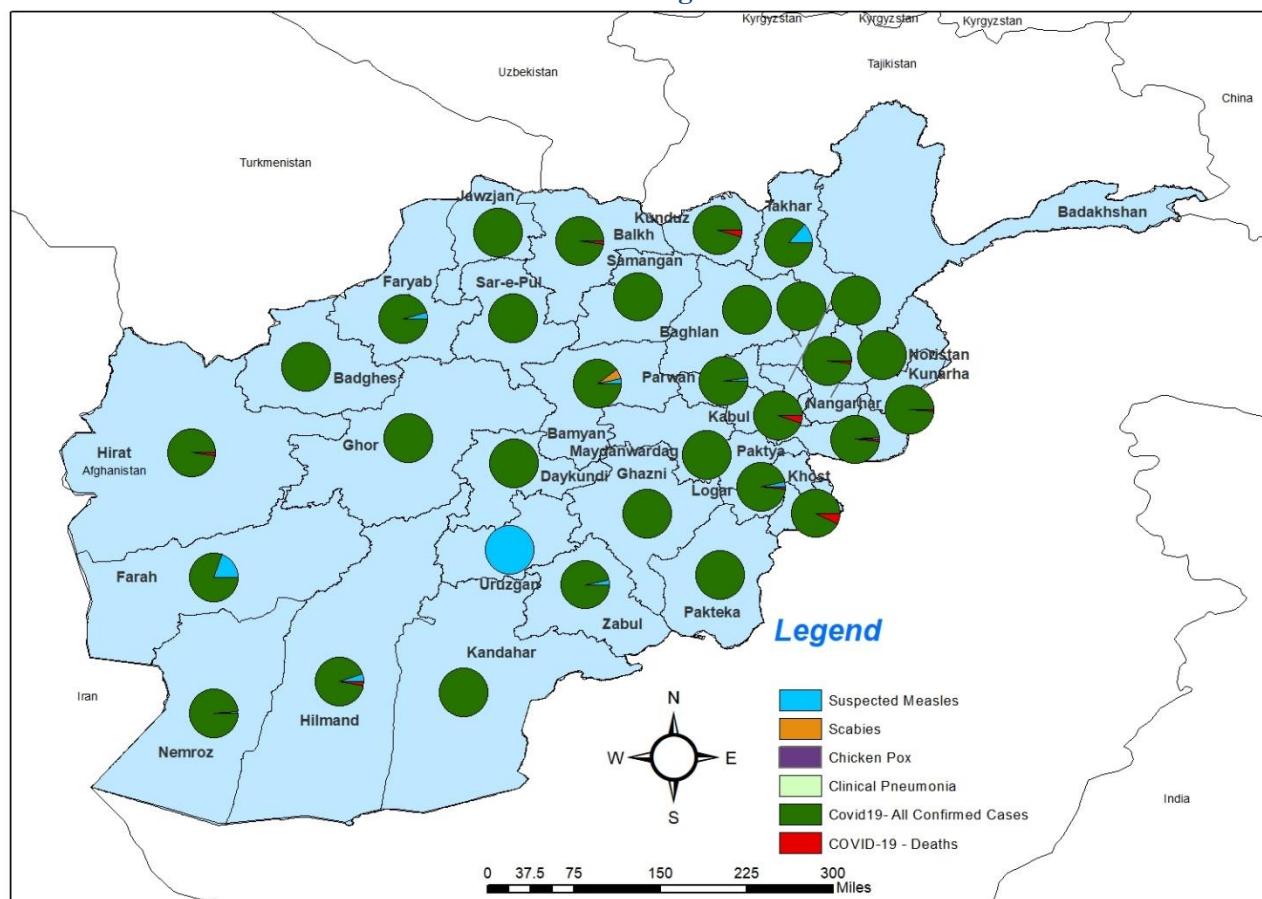 Kyrgyzstan
Kyrgyzstan
Kyrgyzstan
Uzbekistan
Tajikistan
China
Turkmenistan
Jawzjan
Kunduz
Takhar
Badakhshan
Balkh
Samangan
Faryab
Sar-e-Pul
Baghlan
Badghes
Noristan
Parwan
Kunarha
Kabul
Nangarhar
Ghor
Bamyan
Hirat
Maydanwardag
Paktya
Afghanistan
Daykundi
Ghazni
Khost
Logar
Farah
Uruzgan
Zabul
Pakteka
Legend
Kandahar
Iran
Hilmand
Nemroz
N
W
E
S
Suspected Measles
Scabies
Chicken Pox
Clinical Pneumonia
Covid19- All Confirmed Cases
COVID-19 - Deaths
India
0 37.5 75 150 225 300
Miles